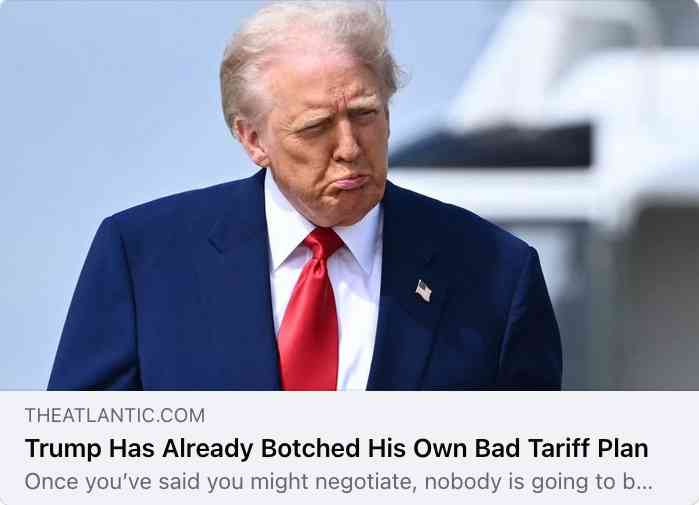 THEATLANTIC.COM
Trump Has Already Botched His Own Bad Tariff Plan
Once you’ve said you might negotiate, nobody is going to b...